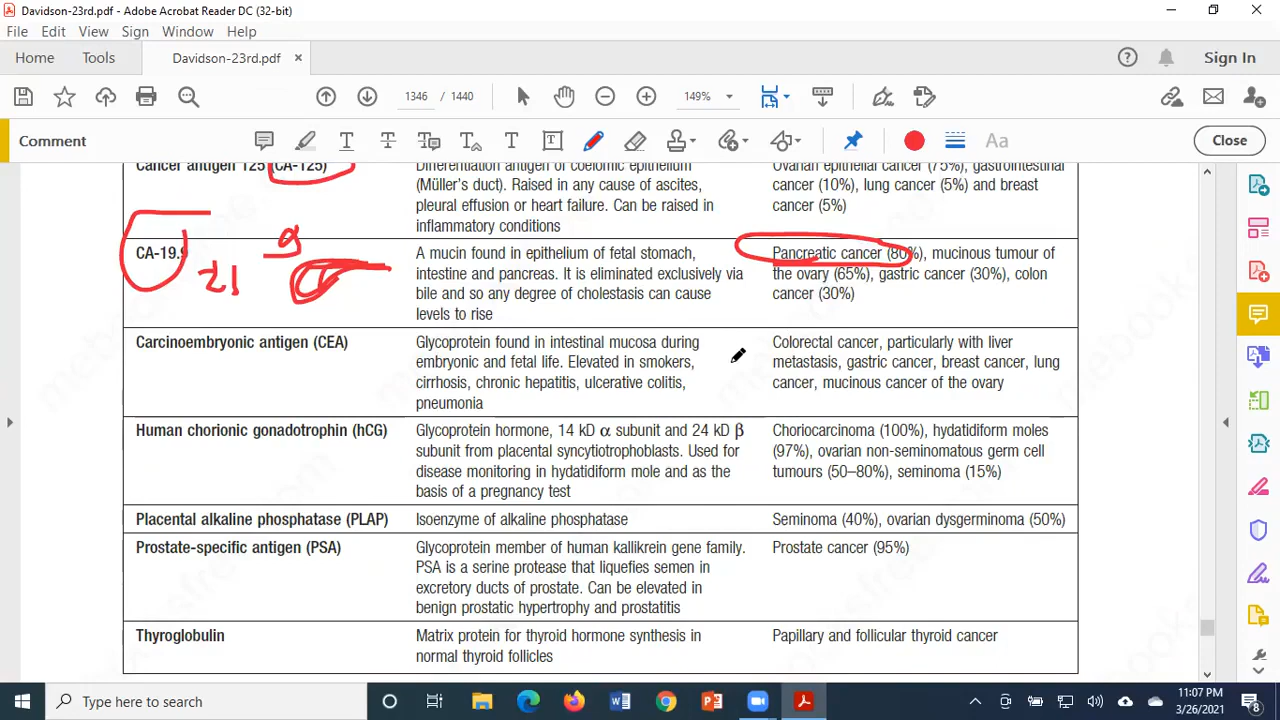 Davidson-23rd.pdf - Adobe Acrobat Reader DC (32-bit)
File Edit View Sign Window Help
Home Tools Davidson-23rd.pdf × Sign In
1346 / 1440 149%
Comment Close
Cancer antigen 125 (CA-125) Differentiation antigen of coelomic epithelium Ovarian epithelial cancer (75%), gastrointestinal
(Müller's duct). Raised in any cause of ascites, cancer (10%), lung cancer (5%) and breast
pleural effusion or heart failure. Can be raised in cancer (5%)
inflammatory conditions
CA-19.9 A mucin found in epithelium of fetal stomach, Pancreatic cancer (80%), mucinous tumour of
intestine and pancreas. It is eliminated exclusively via the ovary (65%), gastric cancer (30%), colon
bile and so any degree of cholestasis can cause cancer (30%)
levels to rise
Carcinoembryonic antigen (CEA) Glycoprotein found in intestinal mucosa during Colorectal cancer, particularly with liver
embryonic and fetal life. Elevated in smokers, metastasis, gastric cancer, breast cancer, lung
cirrhosis, chronic hepatitis, ulcerative colitis, cancer, mucinous cancer of the ovary
pneumonia
Human chorionic gonadotrophin (hCG) Glycoprotein hormone, 14 kD α subunit and 24 kD β Choriocarcinoma (100%), hydatidiform moles
subunit from placental syncytiotrophoblasts. Used for (97%), ovarian non-seminomatous germ cell
disease monitoring in hydatidiform mole and as the tumours (50–80%), seminoma (15%)
basis of a pregnancy test
Placental alkaline phosphatase (PLAP) Isoenzyme of alkaline phosphatase Seminoma (40%), ovarian dysgerminoma (50%)
Prostate-specific antigen (PSA) Glycoprotein member of human kallikrein gene family. Prostate cancer (95%)
PSA is a serine protease that liquefies semen in
excretory ducts of prostate. Can be elevated in
benign prostatic hypertrophy and prostatitis
Thyroglobulin Matrix protein for thyroid hormone synthesis in Papillary and follicular thyroid cancer
normal thyroid follicles
Type here to search
11:07 PM
3/26/2021
8